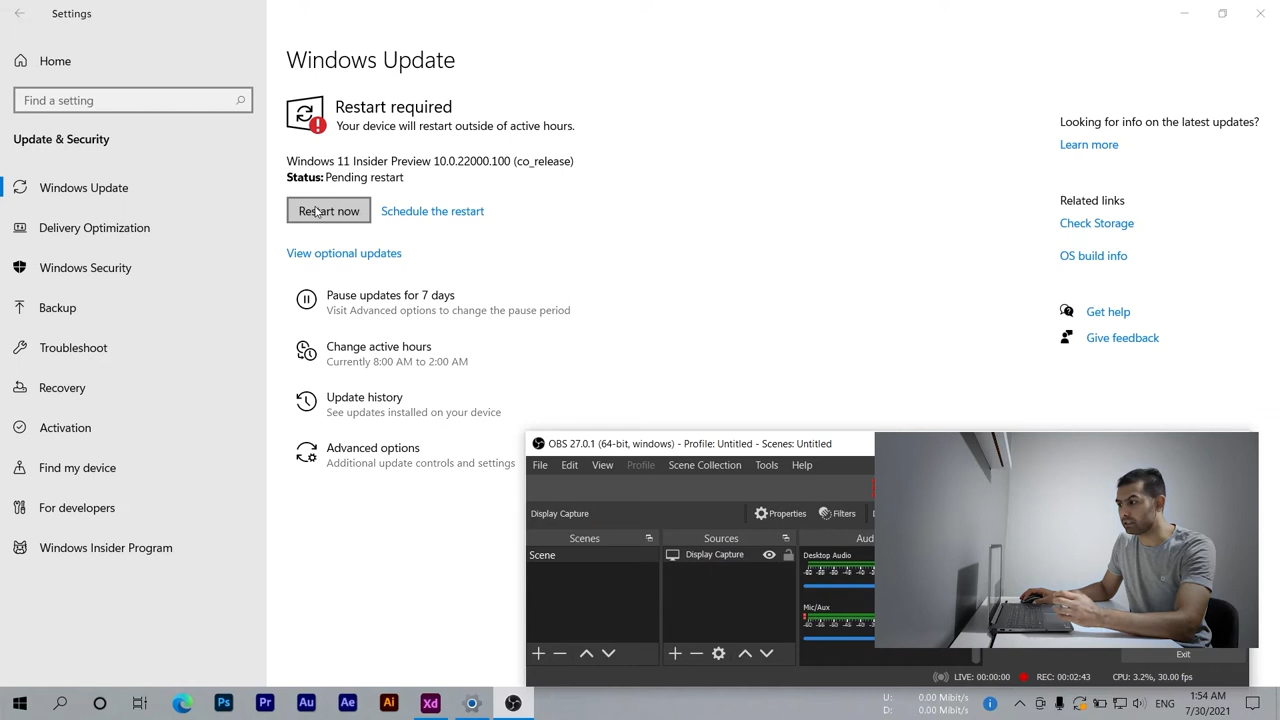 Settings
Home
Find a setting
Update & Security
Windows Update
Delivery Optimization
Windows Security
Backup
Troubleshoot
Recovery
Activation
Find my device
For developers
Windows Insider Program
Windows Update
Restart required
Your device will restart outside of active hours.
Windows 11 Insider Preview 10.0.22000.100 (co_release)
Status: Pending restart
Restart now
Schedule the restart
View optional updates
Pause updates for 7 days
Visit Advanced options to change the pause period
Change active hours
Currently 8:00 AM to 2:00 AM
Update history
See updates installed on your device
Advanced options
Additional update controls and settings
Looking for info on the latest updates?
Learn more
Related links
Check Storage
OS build info
Get help
Give feedback
OBS 27.0.1 (64-bit, windows) - Profile: Untitled - Scenes: Untitled
File Edit View Profile Scene Collection Tools Help
Display Capture
Properties
Filters
Scenes
Sources
Aud
Scene
Display Capture
Desktop Audio
Mic/Aux
Exit
LIVE: 00:00:00
REC: 00:02:43
CPU: 3.2%, 30.00 fps
Ps
Pr
Au
Ae
Ai
Xd
U: 0.00 Mibit/s
D: 0.00 Mibit/s
ENG
1:54 AM
7/30/2021